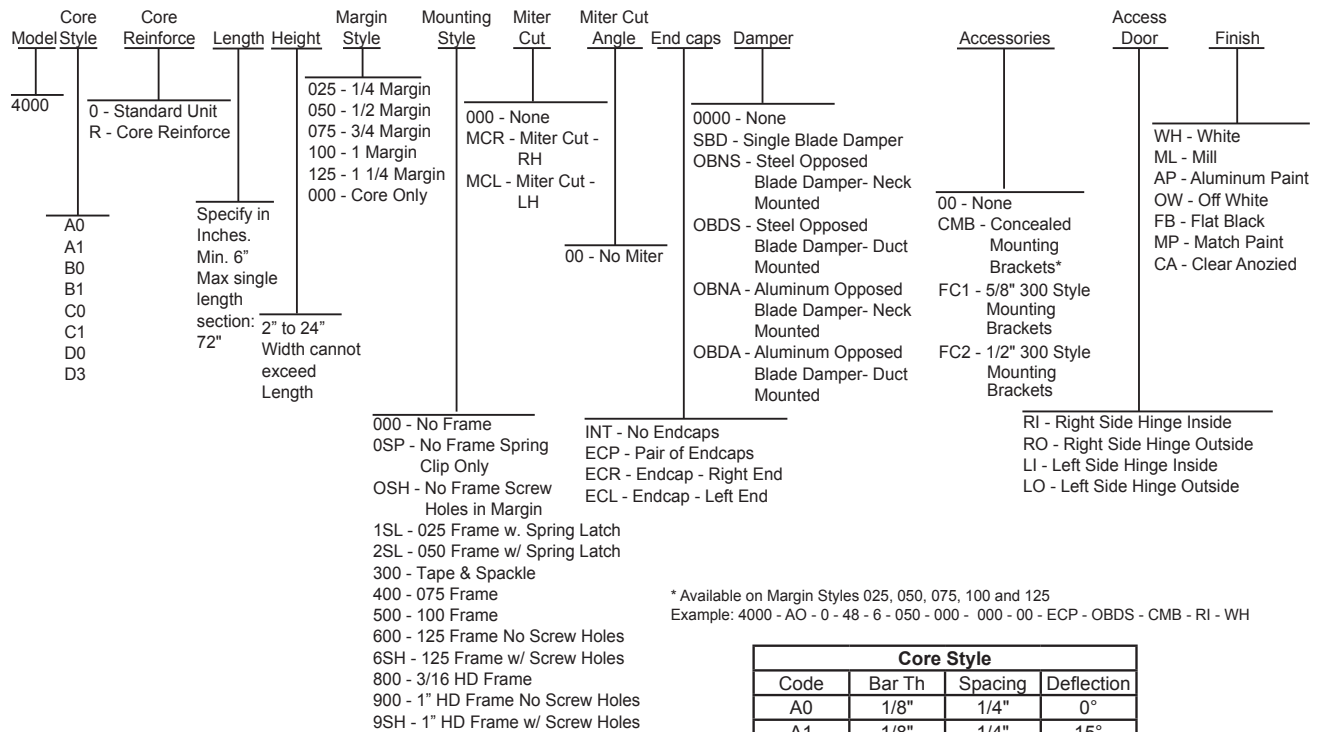 Model
Core
Style
Core
Reinforce
Length
Height
Margin
Style
Mounting
Style
Miter
Cut
Miter Cut
Angle
End caps
Damper
Accessories
Access
Door
Finish
4000
A0
A1
B0
B1
C0
C1
D0
D3
0 - Standard Unit
R - Core Reinforce
Specify in
Inches.
Min. 6”
Max single
length
section:
72"
2” to 24”
Width cannot
exceed
Length
025 - 1/4 Margin
050 - 1/2 Margin
075 - 3/4 Margin
100 - 1 Margin
125 - 1 1/4 Margin
000 - Core Only
000 - No Frame
0SP - No Frame Spring
Clip Only
OSH - No Frame Screw
Holes in Margin
1SL - 025 Frame w. Spring Latch
2SL - 050 Frame w/ Spring Latch
300 - Tape & Spackle
400 - 075 Frame
500 - 100 Frame
600 - 125 Frame No Screw Holes
6SH - 125 Frame w/ Screw Holes
800 - 3/16 HD Frame
900 - 1” HD Frame No Screw Holes
9SH - 1” HD Frame w/ Screw Holes
000 - None
MCR - Miter Cut -
RH
MCL - Miter Cut -
LH
00 - No Miter
INT - No Endcaps
ECP - Pair of Endcaps
ECR - Endcap - Right End
ECL - Endcap - Left End
0000 - None
SBD - Single Blade Damper
OBNS - Steel Opposed
Blade Damper- Neck
Mounted
OBDS - Steel Opposed
Blade Damper- Duct
Mounted
OBNA - Aluminum Opposed
Blade Damper- Neck
Mounted
OBDA - Aluminum Opposed
Blade Damper- Duct
Mounted
00 - None
CMB - Concealed
Mounting
Brackets*
FC1 - 5/8" 300 Style
Mounting
Brackets
FC2 - 1/2" 300 Style
Mounting
Brackets
RI - Right Side Hinge Inside
RO - Right Side Hinge Outside
LI - Left Side Hinge Inside
LO - Left Side Hinge Outside
WH - White
ML - Mill
AP - Aluminum Paint
OW - Off White
FB - Flat Black
MP - Match Paint
CA - Clear Anozied
* Available on Margin Styles 025, 050, 075, 100 and 125
Example: 4000 - AO - 0 - 48 - 6 - 050 - 000 - 000 - 00 - ECP - OBDS - CMB - RI - WH
Core Style
Code Bar Th Spacing Deflection
A0 1/8" 1/4" 0°
A1 1/8" 1/4" 15°